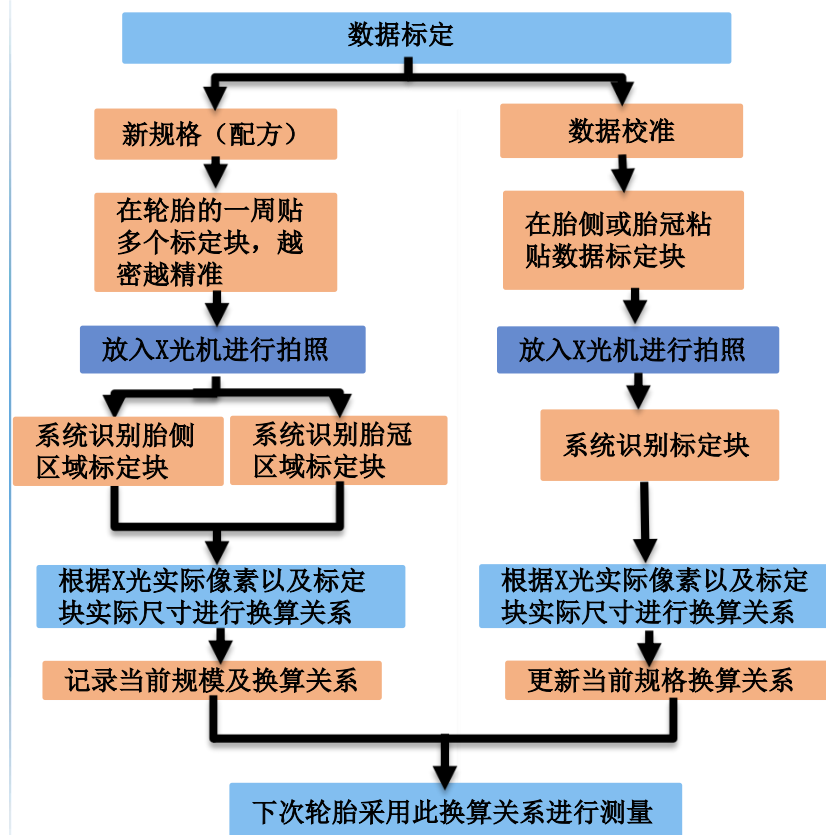 数据标定
新规格（配方）
数据校准
在轮胎的一周贴
多个标定块，越
密越精准
在胎侧或胎冠粘
贴数据标定块
放入X光机进行拍照
放入X光机进行拍照
系统识别胎侧
区域标定块
系统识别胎冠
区域标定块
系统识别标定块
根据X光实际像素以及标定
块实际尺寸进行换算关系
根据X光实际像素以及标定
块实际尺寸进行换算关系
记录当前规模及换算关系
更新当前规格换算关系
下次轮胎采用此换算关系进行测量